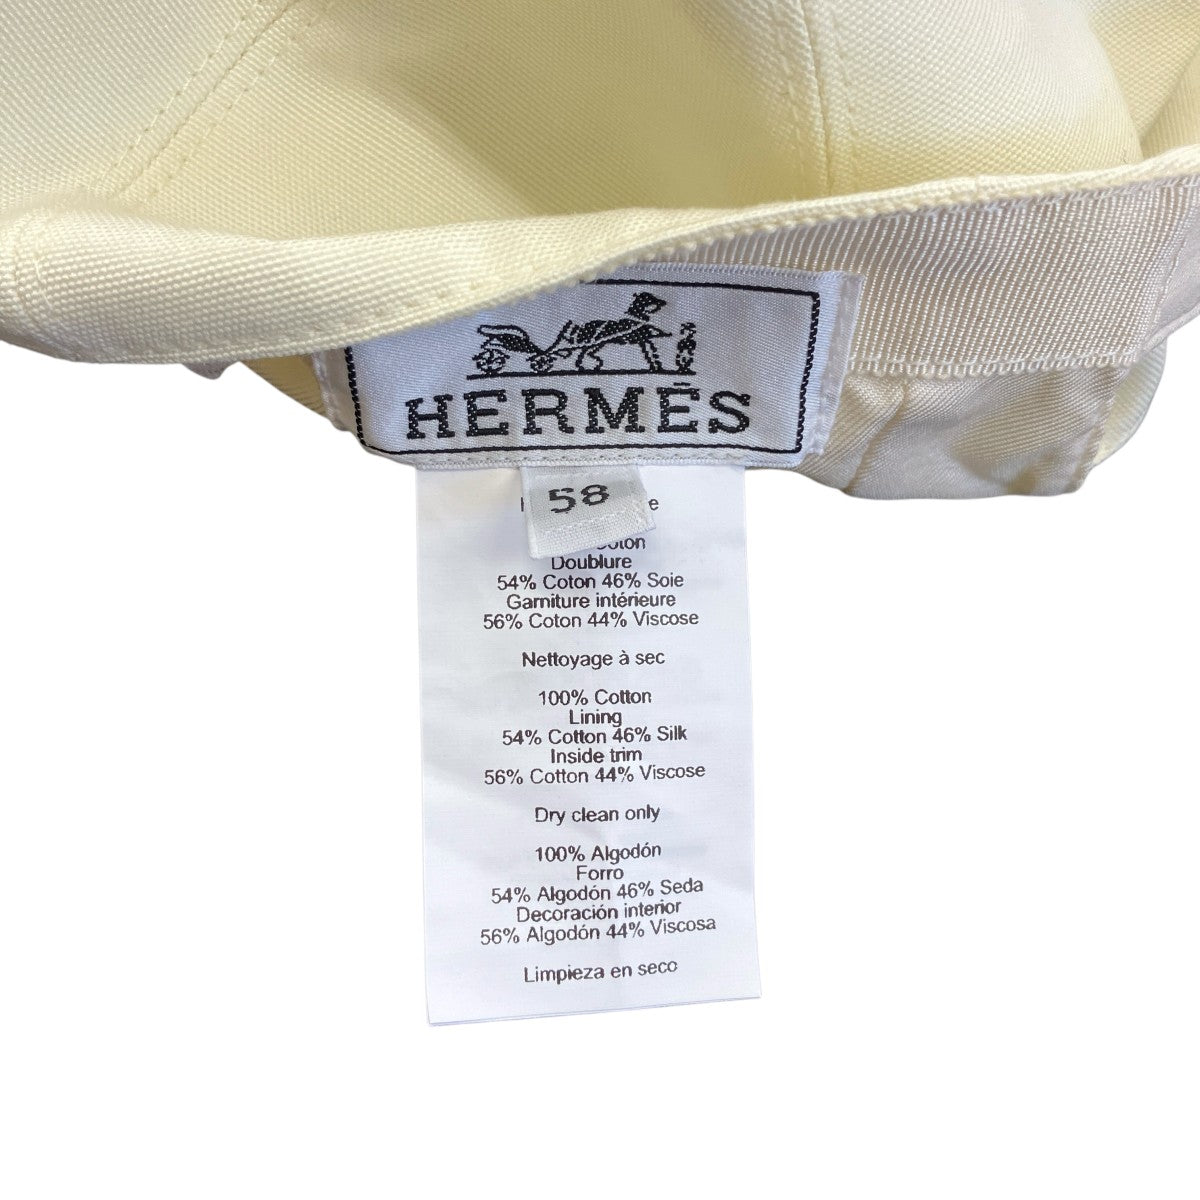 HERMÈS
58
Doublure
54% Coton 46% Soie
Garniture intérieure
56% Coton 44% Viscose
Nettoyage à sec
100% Cotton
Lining
54% Cotton 46% Silk
Inside trim
56% Cotton 44% Viscose
Dry clean only
100% Algodón
Forro
54% Algodón 46% Seda
Decoración interior
56% Algodón 44% Viscosa
Limpieza en seco